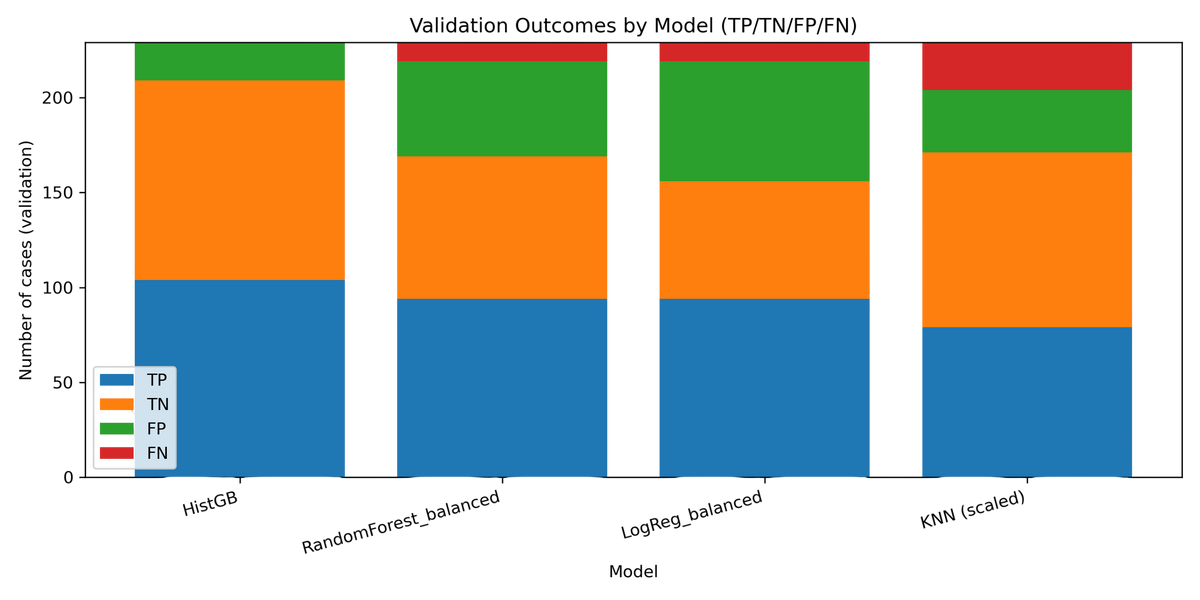 Validation Outcomes by Model (TP/TN/FP/FN)
Number of cases (validation)
200
150
100
50
0
TP
TN
FP
FN
HistGB
RandomForest_balanced
LogReg_balanced
KNN (scaled)
Model